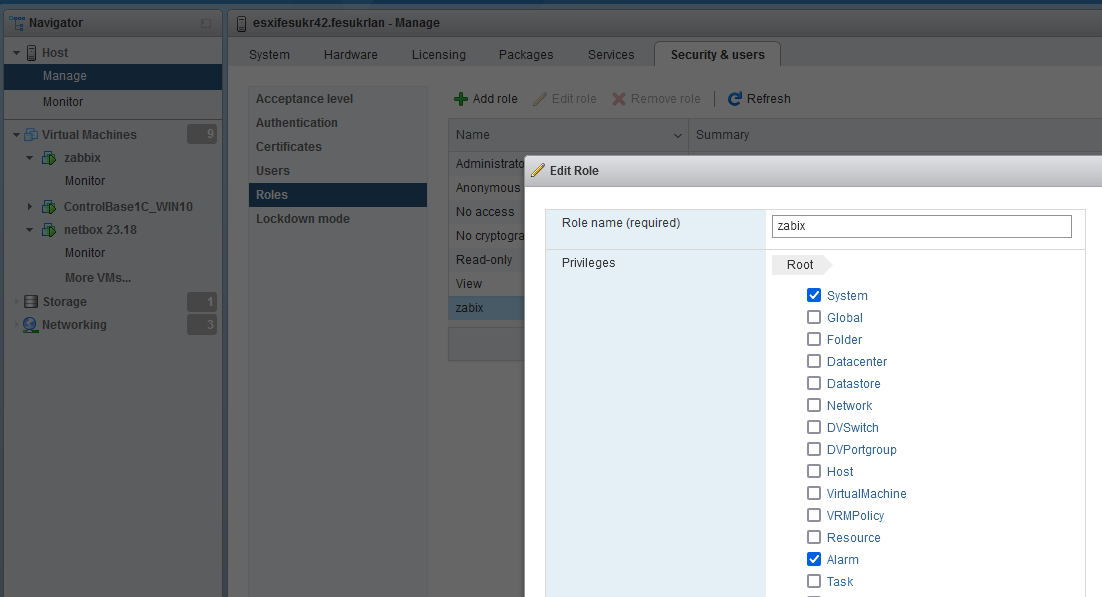 Navigator
Host
Manage
Monitor
Virtual Machines 9
zabbix
Monitor
ControlBase1C_WIN10
netbox 23.18
Monitor
More VMs...
Storage 1
Networking 3
esxifesukr42.fesukrlan - Manage
System Hardware Licensing Packages Services Security & users
Acceptance level
Authentication
Certificates
Users
Roles
Lockdown mode
Add role Edit role Remove role Refresh
Name Summary
Administrato
Anonymous
No access
No cryptogra
Read-only
View
zabix
Edit Role
Role name (required) zabix
Privileges Root
System
Global
Folder
Datacenter
Datastore
Network
DVSwitch
DVPortgroup
Host
VirtualMachine
VRMPolicy
Resource
Alarm
Task